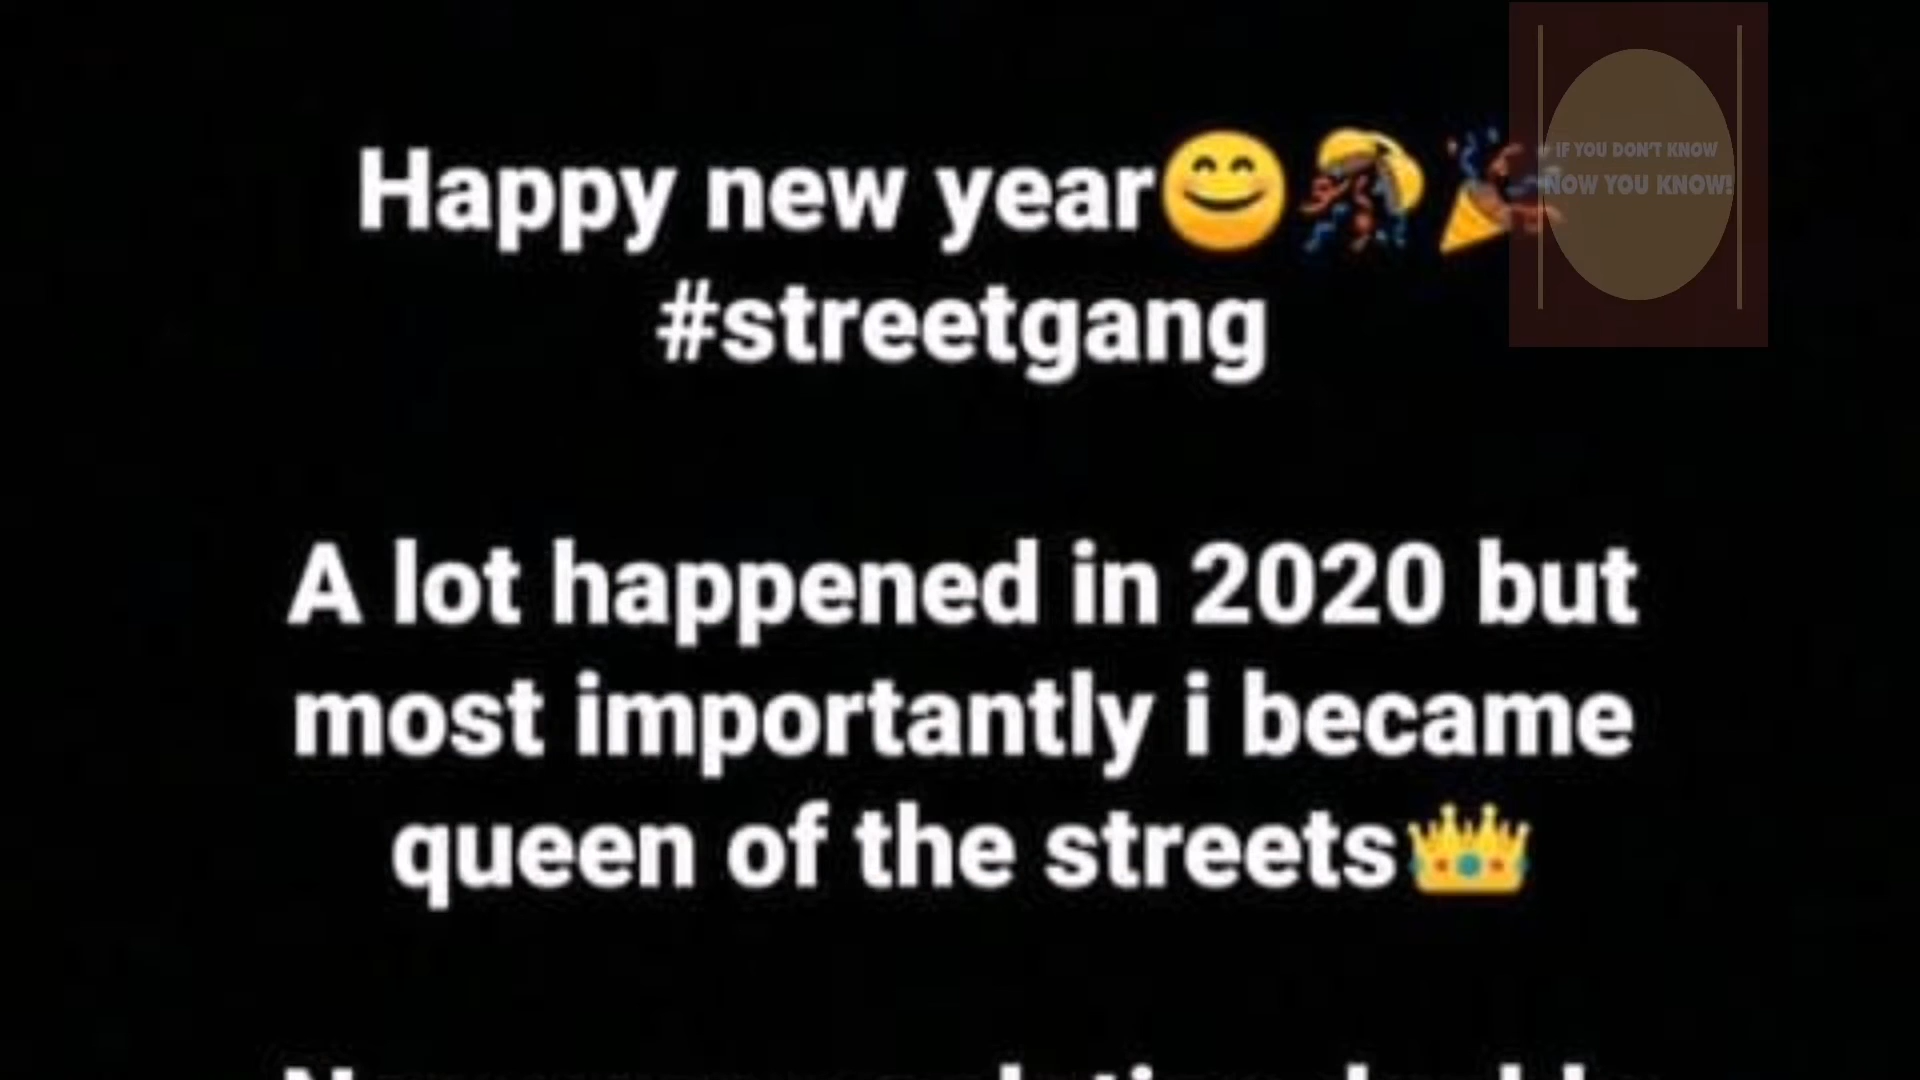 Happy new year😊🎊🎉
#streetgang
A lot happened in 2020 but
most importantly i became
queen of the streets👑
IF YOU DON'T KNOW
NOW YOU KNOW!